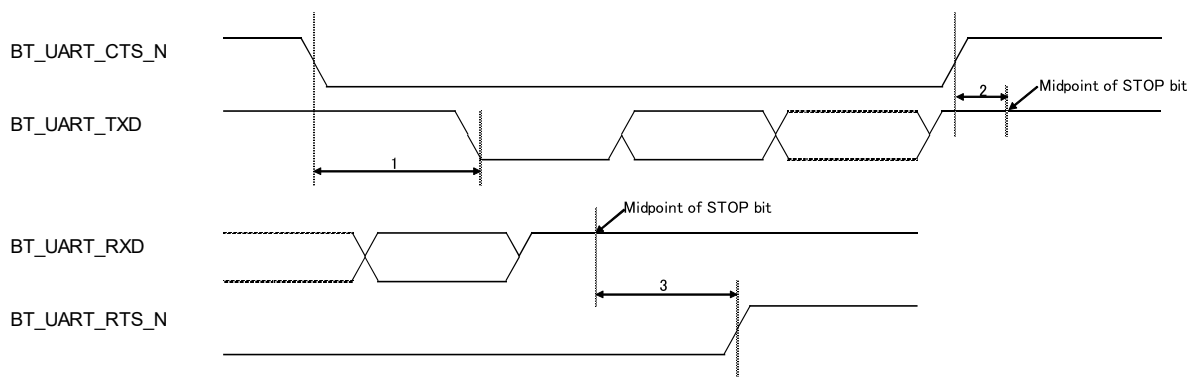 BT_UART_CTS_N
2
Midpoint of STOP bit
BT_UART_TXD
1
Midpoint of STOP bit
BT_UART_RXD
3
BT_UART_RTS_N